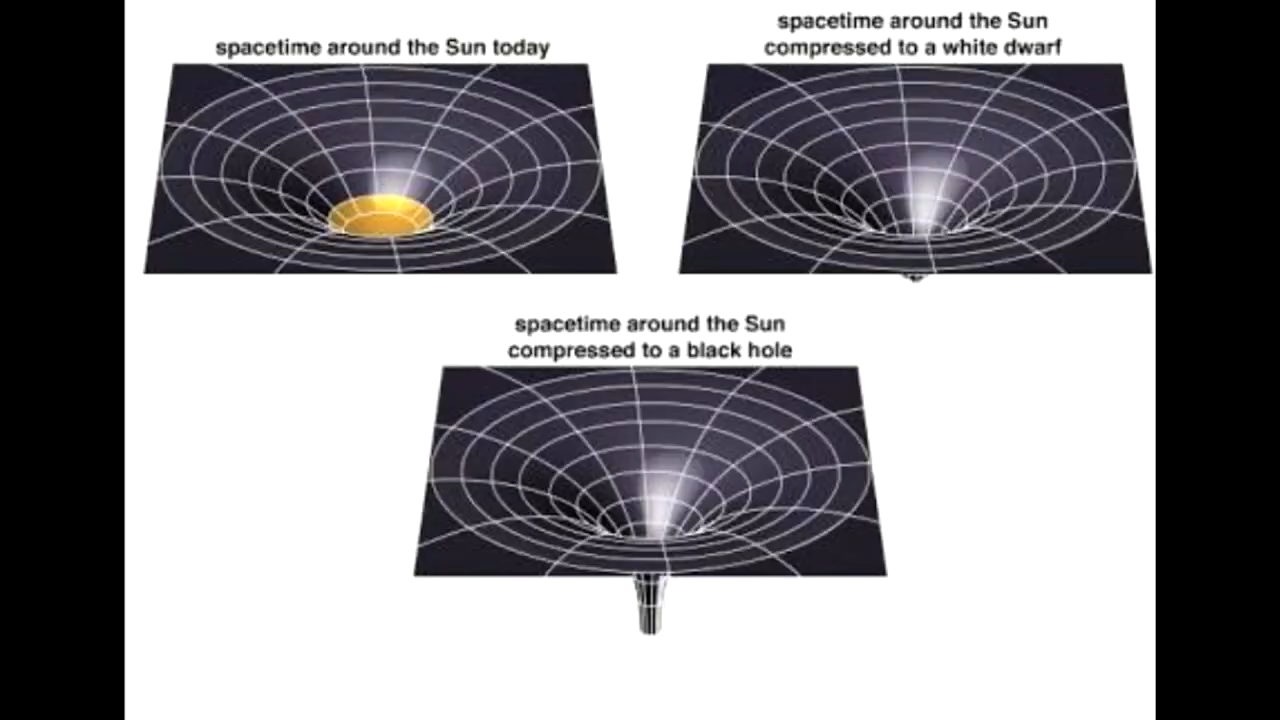 spacetime around the Sun today
spacetime around the Sun
compressed to a white dwarf
spacetime around the Sun
compressed to a black hole